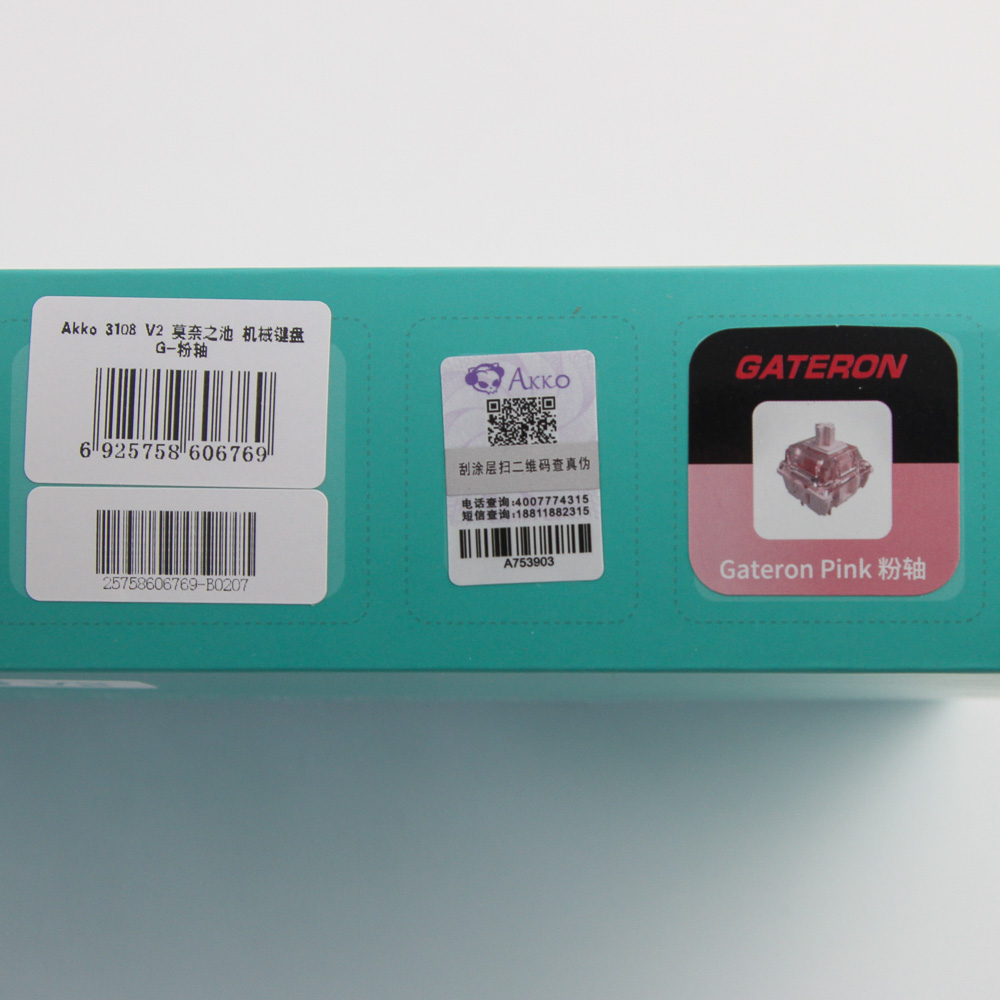 Akko 3108 V2 莫奈之池 机械键盘
G-粉轴
6 925758 606769
25758606769-B0207
AKKO
刮涂层扫二维码查真伪
电话查询:4007774315
短信查询:18811882315
A753903
GATERON
Gateron Pink 粉轴